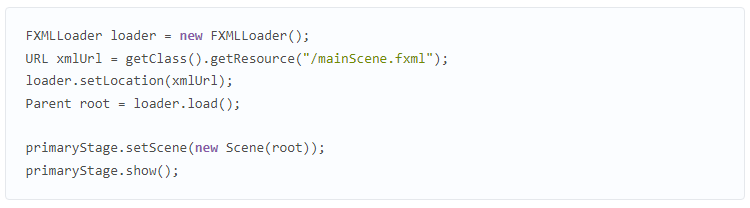 FXMLLoader loader = new FXMLLoader();
URL xmlUrl = getClass().getResource("/mainScene.fxml");
loader.setLocation(xmlUrl);
Parent root = loader.load();

primaryStage.setScene(new Scene(root));
primaryStage.show();